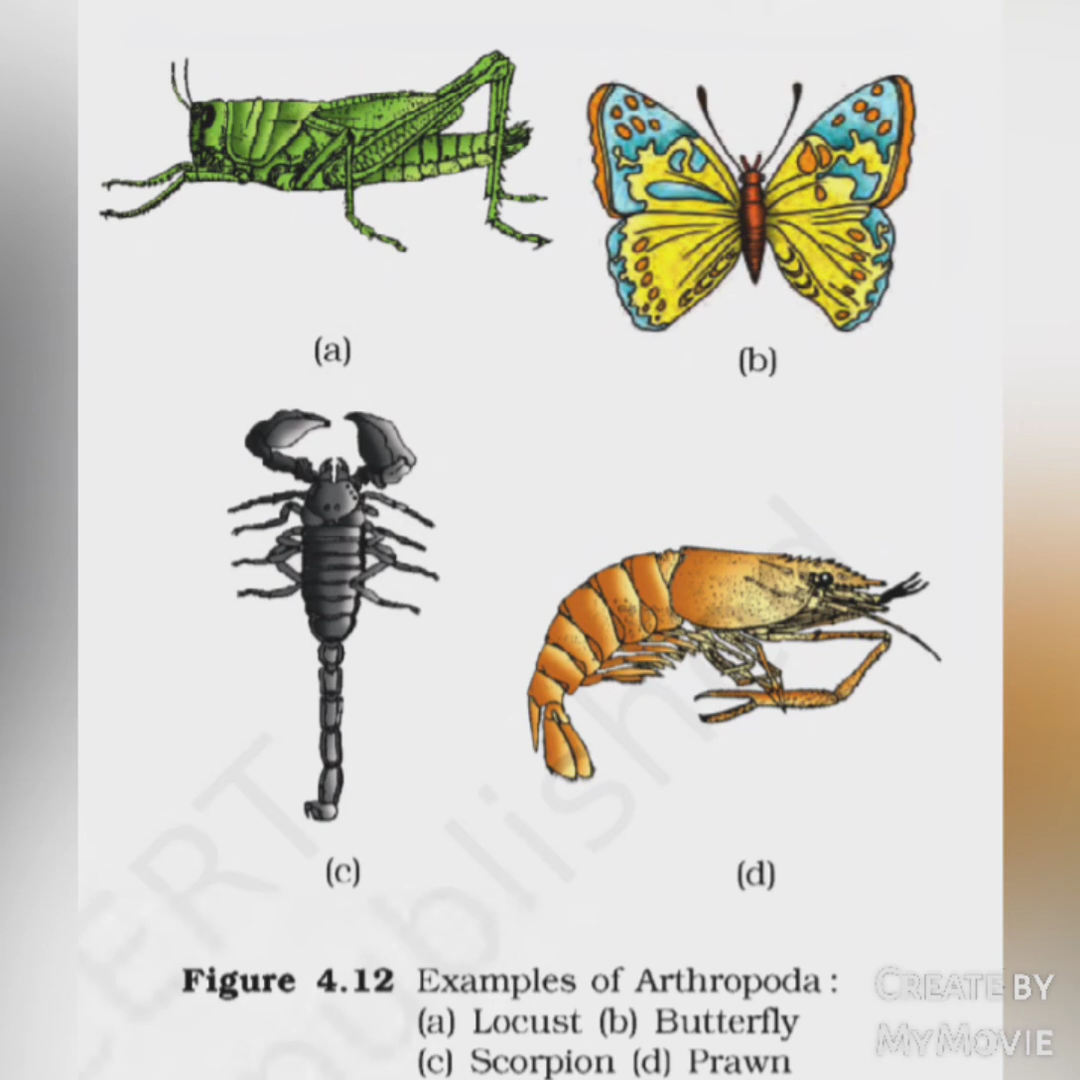 (a)
(b)
(c)
(d)
Figure 4.12 Examples of Arthropoda :
(a) Locust (b) Butterfly
(c) Scorpion (d) Prawn
CREATE BY
MYMOVIE